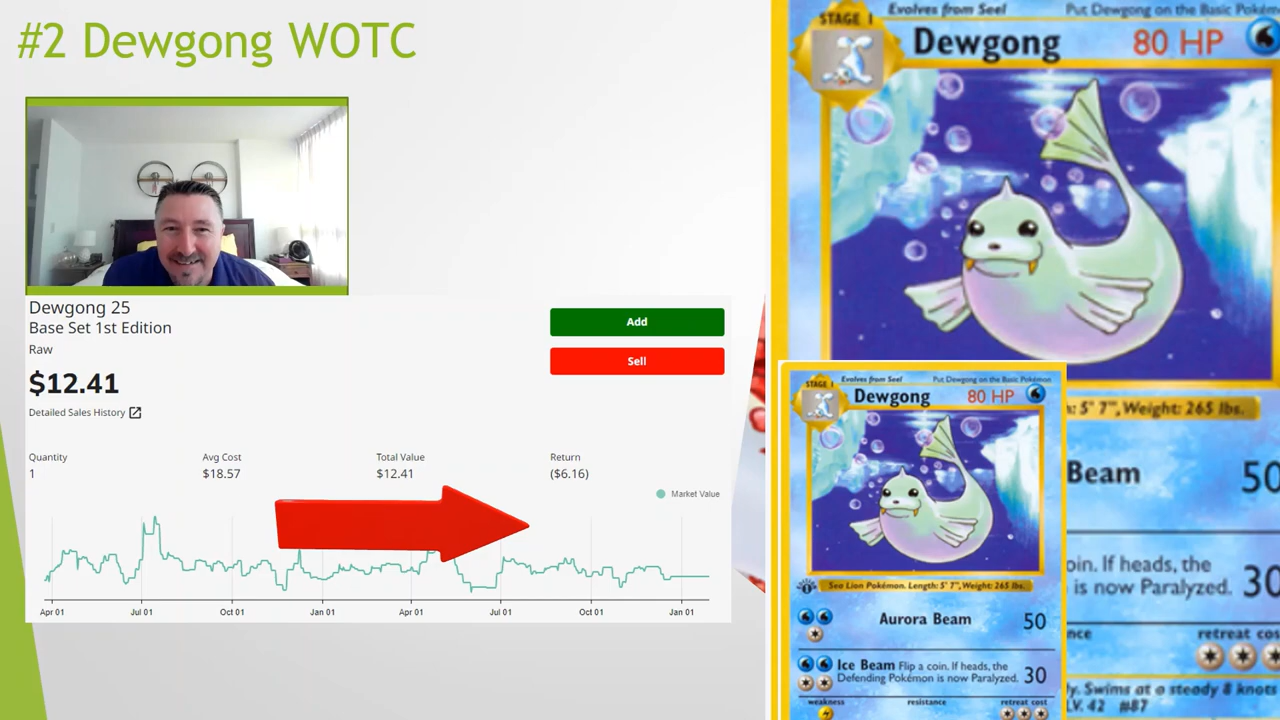 #2 Dewgong WOTC
Dewgong 25
Base Set 1st Edition
Raw
$12.41
Detailed Sales History
Add
Sell
Quantity
1
Avg Cost
$18.57
Total Value
$12.41
Return
($6.16)
Market Value
Apr 01 Jul 01 Oct 01 Jan 01 Apr 01 Jul 01 Oct 01 Jan 01
STAGE 1 Evolves from Seel Put Dewgong on the Basic Pokém
Dewgong 80 HP
: 5' 7", Weight: 265 lbs.
Beam 50
oin. If heads, the
is now Paralyzed. 30
nce retreat cos
y. Swims at a steady 8 knots
LV. 42 #87
STAGE 1 Evolves from Seel Put Dewgong on the Basic Pokémon
Dewgong 80 HP
Sea Lion Pokémon. Length: 5' 7", Weight: 265 lbs.
Aurora Beam 50
Ice Beam Flip a coin. If heads, the
Defending Pokémon is now Paralyzed. 30
weakness resistance retreat cost